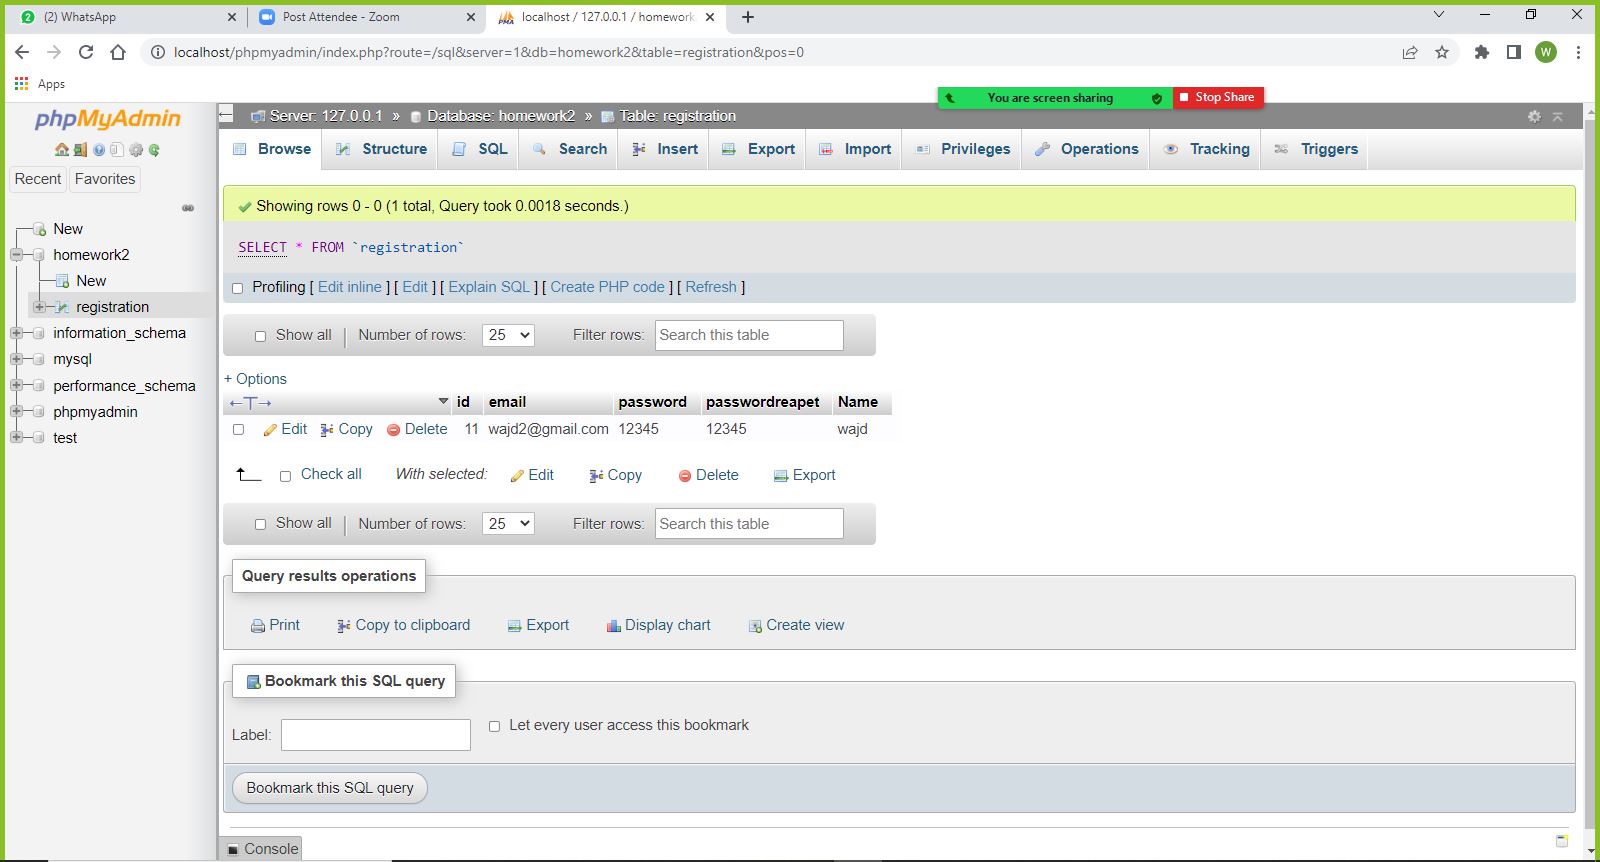 (2) WhatsApp
Post Attendee - Zoom
localhost / 127.0.0.1 / homework
localhost/phpmyadmin/index.php?route=/sql&server=1&db=homework2&table=registration&pos=0
W
Apps
You are screen sharing
Stop Share
phpMyAdmin
Recent
Favorites
New
homework2
New
registration
information_schema
mysql
performance_schema
phpmyadmin
test
Server: 127.0.0.1 » Database: homework2 » Table: registration
Browse Structure SQL Search Insert Export Import Privileges Operations Tracking Triggers
Showing rows 0 - 0 (1 total, Query took 0.0018 seconds.)
SELECT * FROM `registration`
Profiling [ Edit inline ] [ Edit ] [ Explain SQL ] [ Create PHP code ] [ Refresh ]
Show all | Number of rows: 25 Filter rows: Search this table
+ Options
←T→ id email password passwordreapet Name
Edit Copy Delete 11 wajd2@gmail.com 12345 12345 wajd
Check all With selected: Edit Copy Delete Export
Show all | Number of rows: 25 Filter rows: Search this table
Query results operations
Print Copy to clipboard Export Display chart Create view
Bookmark this SQL query
Label: Let every user access this bookmark
Bookmark this SQL query
Console